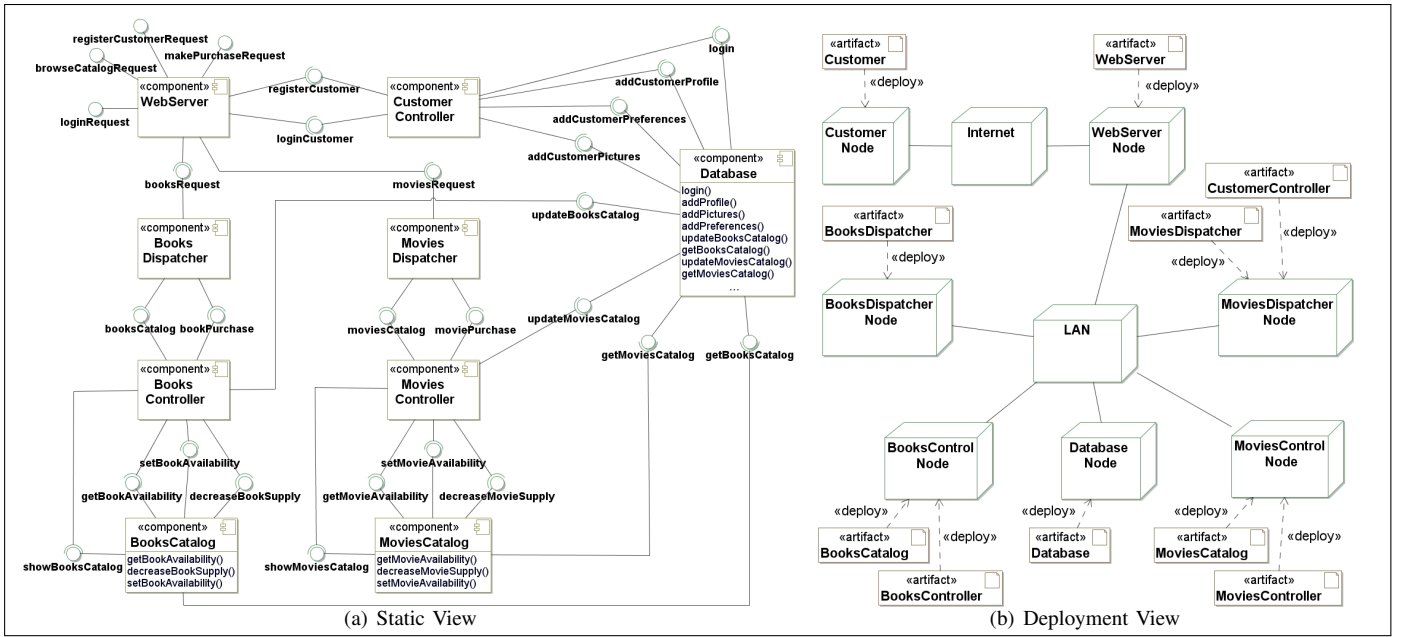 registerCustomerRequest
makePurchaseRequest
browseCatalogRequest
loginRequest
«component»
WebServer
registerCustomer
loginCustomer
«component»
Customer
Controller
login
addCustomerProfile
addCustomerPreferences
addCustomerPictures
«component»
Database
login()
addProfile()
addPictures()
addPreferences()
updateBooksCatalog()
getBooksCatalog()
updateMoviesCatalog()
getMoviesCatalog()
...
booksRequest
moviesRequest
updateBooksCatalog
«component»
Books
Dispatcher
«component»
Movies
Dispatcher
booksCatalog
bookPurchase
moviesCatalog
moviePurchase
updateMoviesCatalog
getMoviesCatalog
getBooksCatalog
«component»
Books
Controller
«component»
Movies
Controller
setBookAvailability
getBookAvailability
decreaseBookSupply
setMovieAvailability
getMovieAvailability
decreaseMovieSupply
«component»
BooksCatalog
getBookAvailability()
decreaseBookSupply()
setBookAvailability()
showBooksCatalog
«component»
MoviesCatalog
getMovieAvailability()
decreaseMovieSupply()
setMovieAvailability()
showMoviesCatalog
(a) Static View
«artifact»
Customer
«deploy»
«artifact»
WebServer
«deploy»
Customer
Node
Internet
WebServer
Node
«artifact»
CustomerController
«deploy»
«artifact»
BooksDispatcher
«deploy»
«artifact»
MoviesDispatcher
«deploy»
BooksDispatcher
Node
LAN
MoviesDispatcher
Node
BooksControl
Node
Database
Node
MoviesControl
Node
«deploy»
«deploy»
«deploy»
«deploy»
«deploy»
«artifact»
BooksCatalog
«artifact»
Database
«artifact»
MoviesCatalog
«artifact»
BooksController
«artifact»
MoviesController
(b) Deployment View